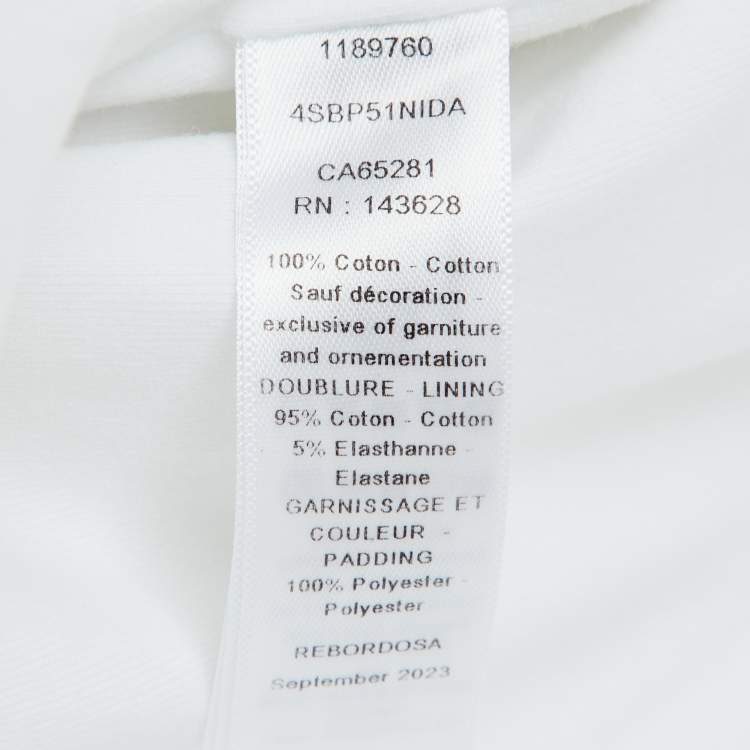 1189760
4SBP51NIDA
CA65281
RN : 143628
100% Coton - Cotton
Sauf décoration -
exclusive of garniture
and ornementation
DOUBLURE - LINING
95% Coton - Cotton
5% Elasthanne -
Elastane
GARNISSAGE ET
COULEUR -
PADDING
100% Polyester -
Polyester
REBORDOSA
September 2023